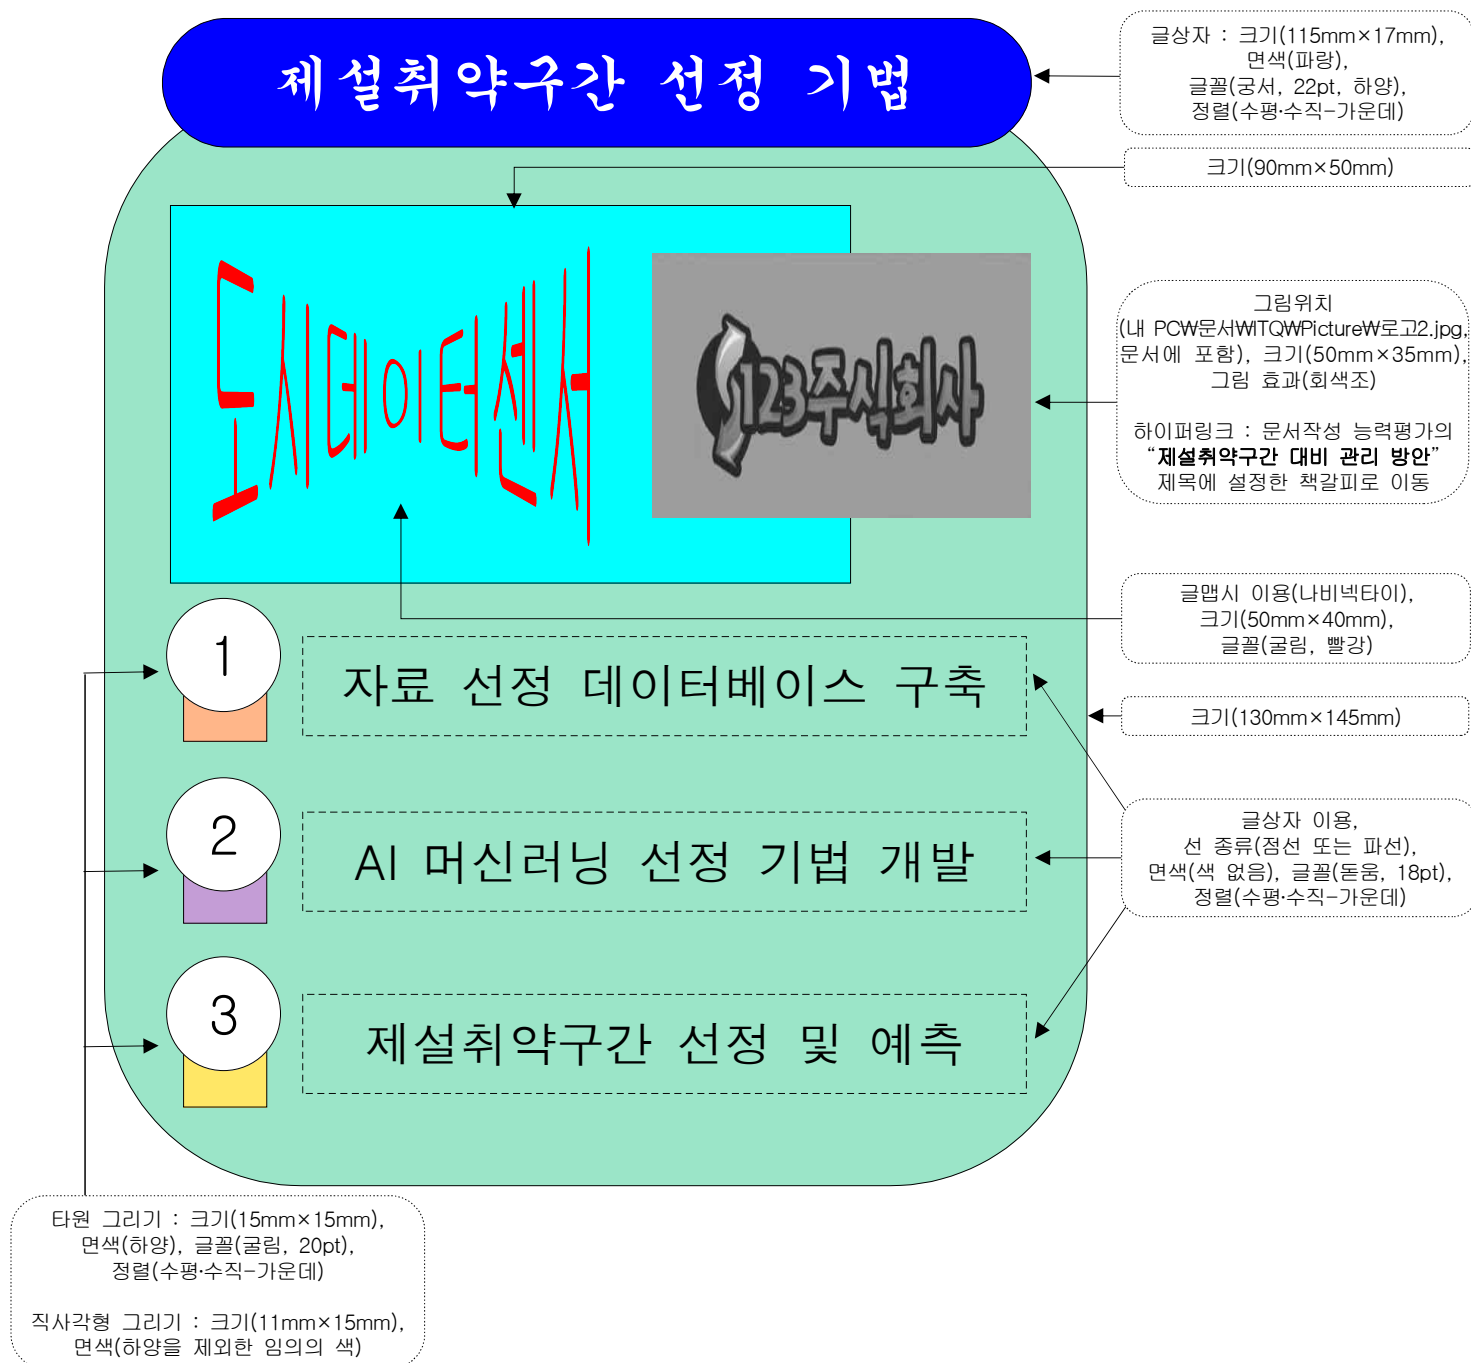 제설취약구간 선정 기법
글상자 : 크기(115mm×17mm),
면색(파랑),
글꼴(궁서, 22pt, 하양),
정렬(수평·수직-가운데)
크기(90mm×50mm)
도시데이터센서
123주식회사
그림위치
(내 PC₩문서₩ITQ₩Picture₩로고2.jpg,
문서에 포함), 크기(50mm×35mm),
그림 효과(회색조)
하이퍼링크 : 문서작성 능력평가의
“제설취약구간 대비 관리 방안”
제목에 설정한 책갈피로 이동
글맵시 이용(나비넥타이),
크기(50mm×40mm),
글꼴(굴림, 빨강)
1
자료 선정 데이터베이스 구축
크기(130mm×145mm)
2
AI 머신러닝 선정 기법 개발
글상자 이용,
선 종류(점선 또는 파선),
면색(색 없음), 글꼴(돋움, 18pt),
정렬(수평·수직-가운데)
3
제설취약구간 선정 및 예측
타원 그리기 : 크기(15mm×15mm),
면색(하양), 글꼴(굴림, 20pt),
정렬(수평·수직-가운데)
직사각형 그리기 : 크기(11mm×15mm),
면색(하양을 제외한 임의의 색)